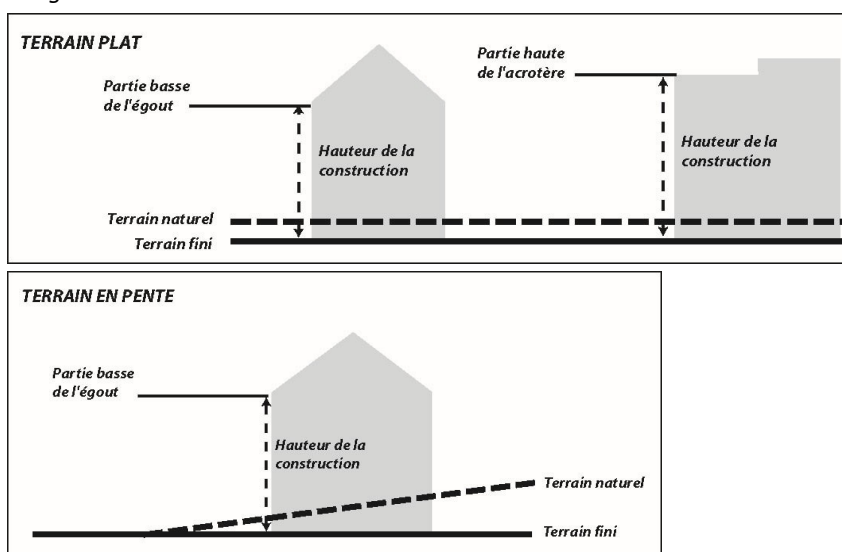 TERRAIN PLAT
Partie basse
de l'égout
Hauteur de la
construction
Partie haute
de l'acrotère
Hauteur de la
construction
Terrain naturel
Terrain fini
TERRAIN EN PENTE
Partie basse
de l'égout
Hauteur de la
construction
Terrain naturel
Terrain fini